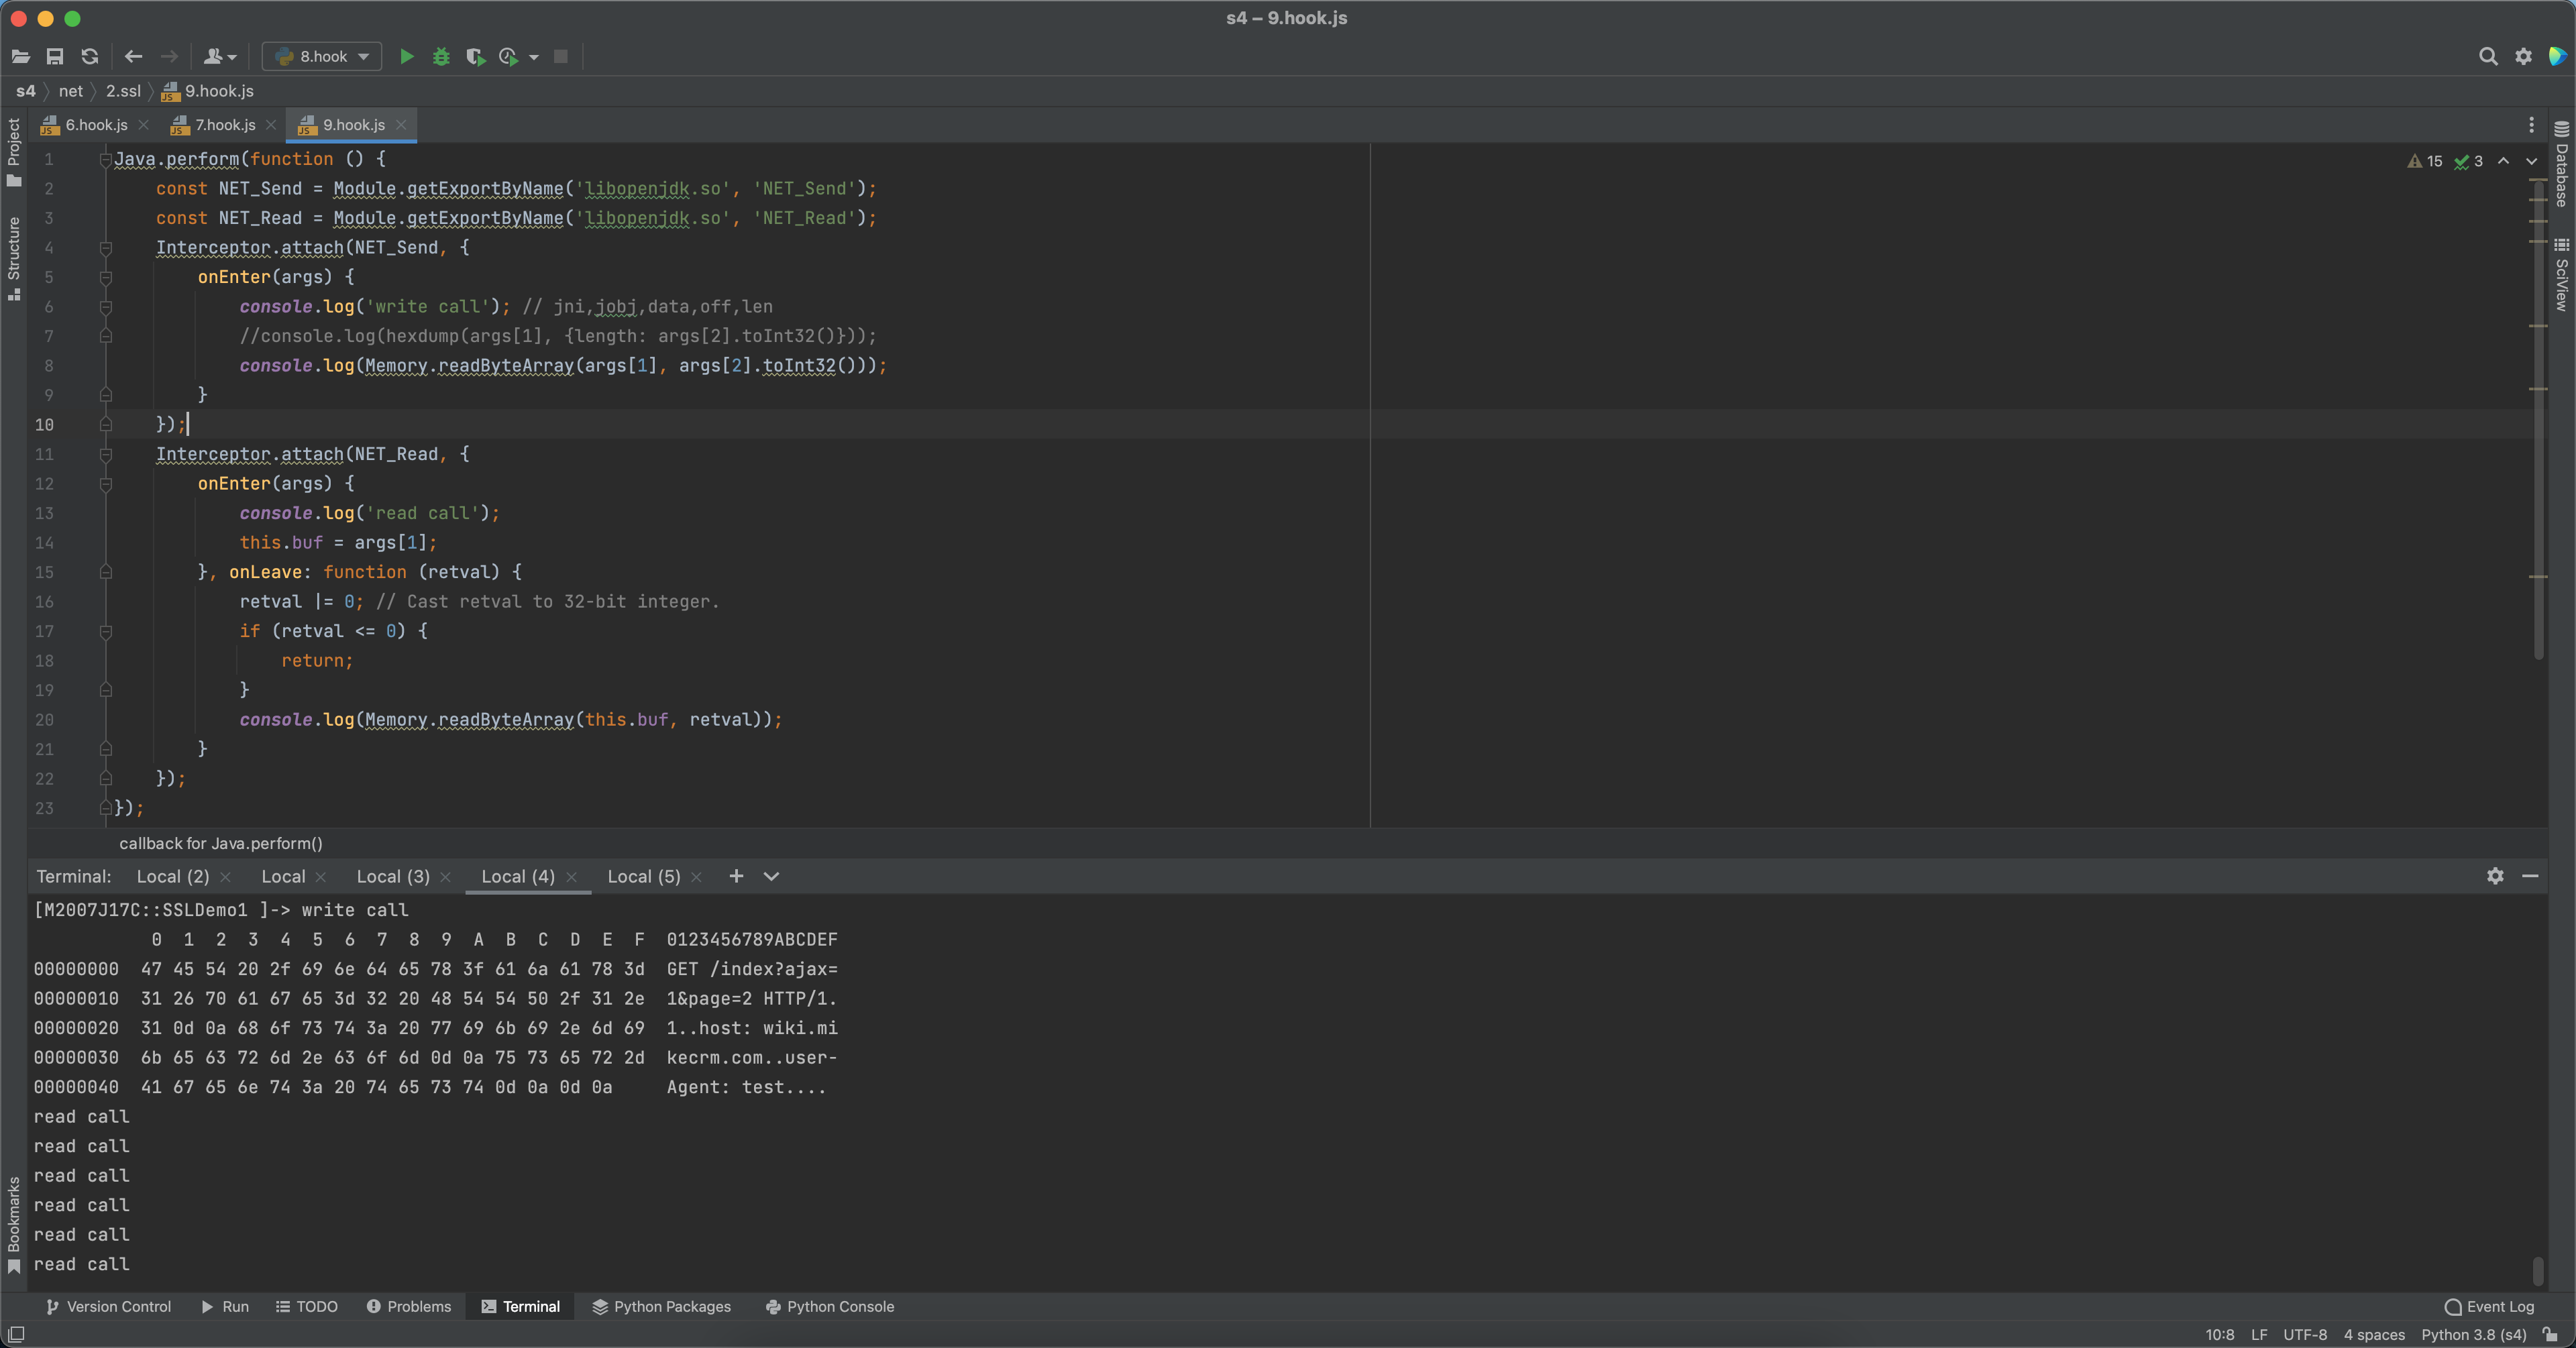 s4 – 9.hook.js
8.hook
s4 net 2.ssl 9.hook.js
6.hook.js 7.hook.js 9.hook.js
Project
Structure
Bookmarks
Database
SciView
15 3
1 Java.perform(function () {
2 const NET_Send = Module.getExportByName('libopenjdk.so', 'NET_Send');
3 const NET_Read = Module.getExportByName('libopenjdk.so', 'NET_Read');
4 Interceptor.attach(NET_Send, {
5 onEnter(args) {
6 console.log('write call'); // jni,jobj,data,off,len
7 //console.log(hexdump(args[1], {length: args[2].toInt32()}));
8 console.log(Memory.readByteArray(args[1], args[2].toInt32()));
9 }
10 });
11 Interceptor.attach(NET_Read, {
12 onEnter(args) {
13 console.log('read call');
14 this.buf = args[1];
15 }, onLeave: function (retval) {
16 retval |= 0; // Cast retval to 32-bit integer.
17 if (retval <= 0) {
18 return;
19 }
20 console.log(Memory.readByteArray(this.buf, retval));
21 }
22 });
23 });
callback for Java.perform()
Terminal: Local (2) Local Local (3) Local (4) Local (5)
[M2007J17C::SSLDemo1 ]-> write call
0 1 2 3 4 5 6 7 8 9 A B C D E F 0123456789ABCDEF
00000000 47 45 54 20 2f 69 6e 64 65 78 3f 61 6a 61 78 3d GET /index?ajax=
00000010 31 26 70 61 67 65 3d 32 20 48 54 54 50 2f 31 2e 1&page=2 HTTP/1.
00000020 31 0d 0a 68 6f 73 74 3a 20 77 69 6b 69 2e 6d 69 1..host: wiki.mi
00000030 6b 65 63 72 6d 2e 63 6f 6d 0d 0a 75 73 65 72 2d kecrm.com..user-
00000040 41 67 65 6e 74 3a 20 74 65 73 74 0d 0a 0d 0a Agent: test....
read call
read call
read call
read call
read call
read call
Version Control Run TODO Problems Terminal Python Packages Python Console Event Log
10:8 LF UTF-8 4 spaces Python 3.8 (s4)